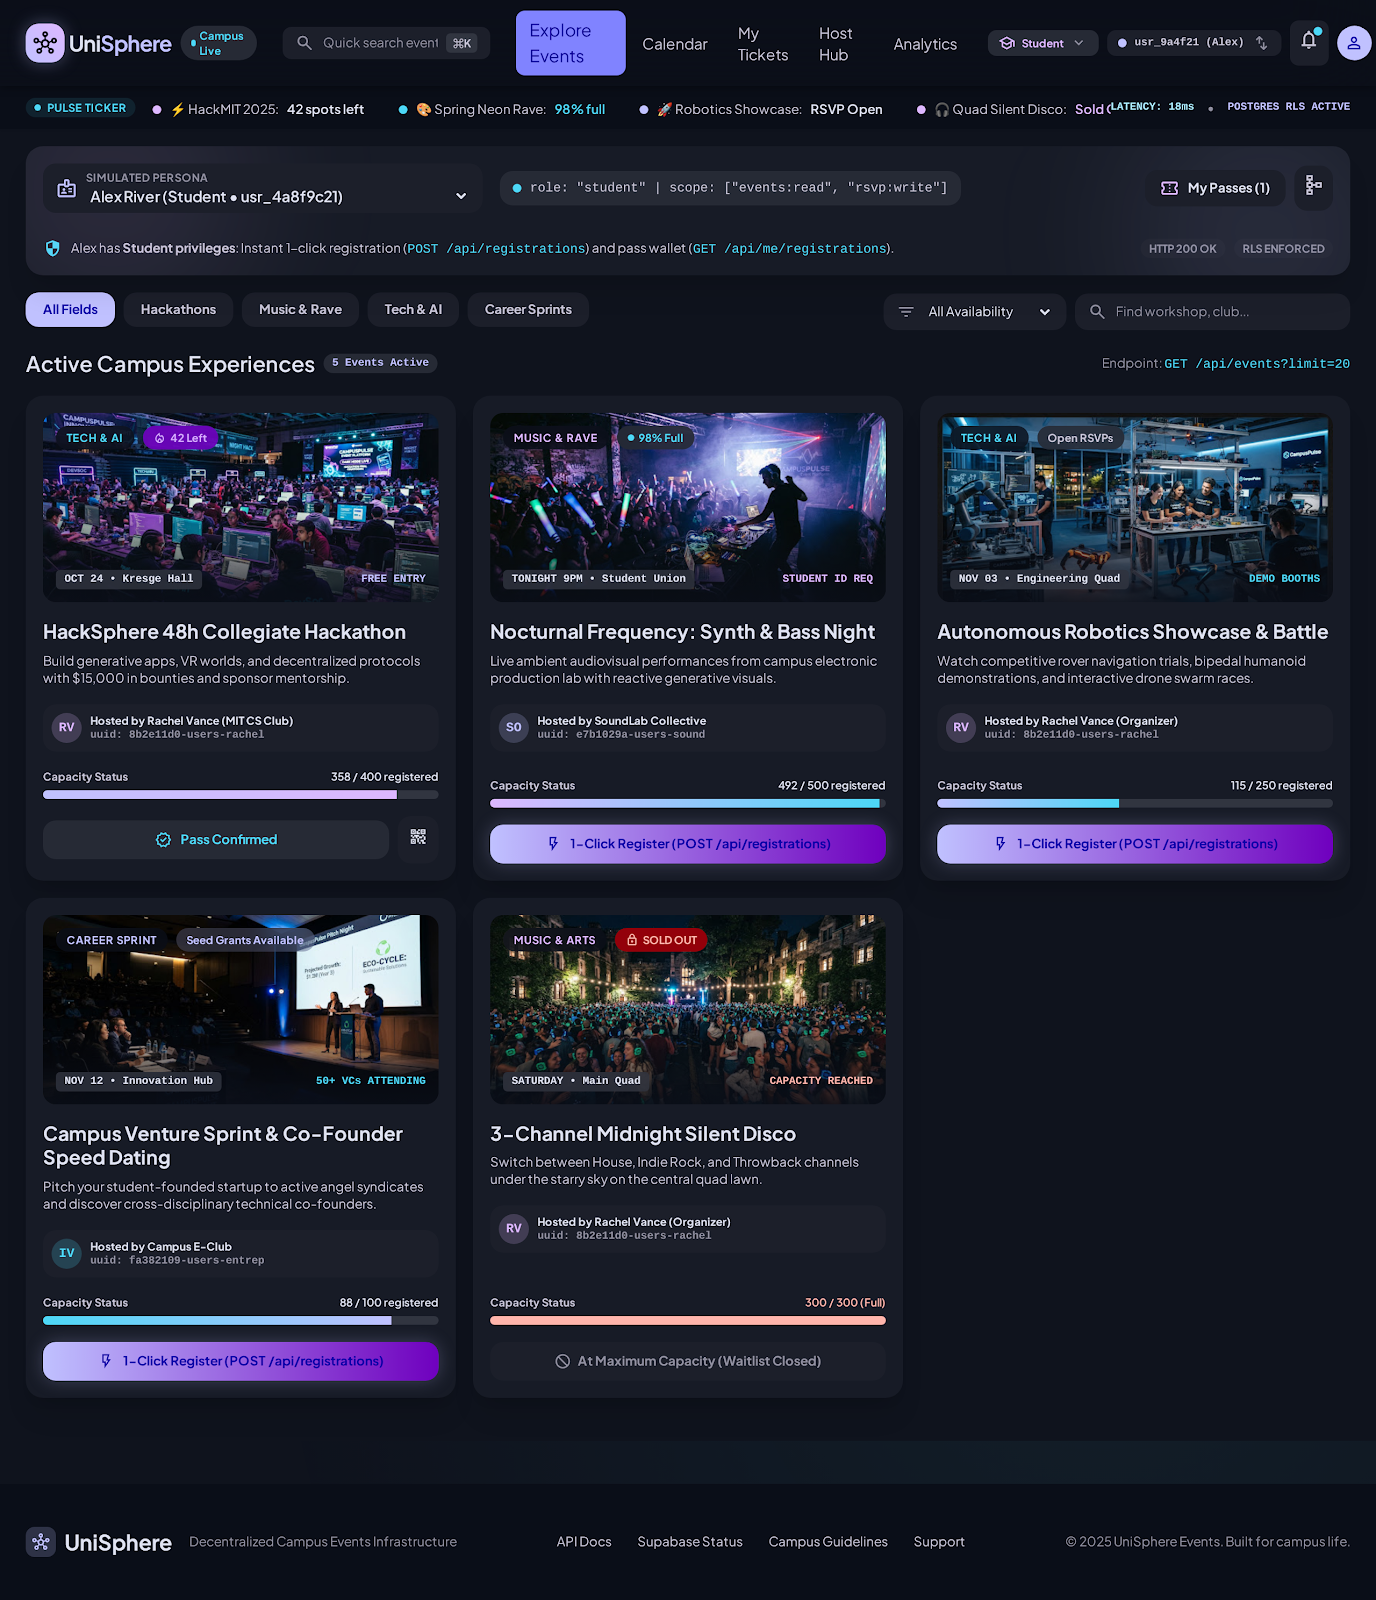 UniSphere
Campus Live
Quick search event
⌘K
Explore Events
Calendar
My Tickets
Host Hub
Analytics
Student
usr_9a4f21 (Alex)
PULSE TICKER
⚡ HackMIT 2025: 42 spots left
🎨 Spring Neon Rave: 98% full
🚀 Robotics Showcase: RSVP Open
🎧 Quad Silent Disco: Sold
LATENCY: 18ms
POSTGRES RLS ACTIVE
SIMULATED PERSONA
Alex River (Student • usr_4a8f9c21)
role: "student" | scope: ["events:read", "rsvp:write"]
My Passes (1)
Alex has Student privileges: Instant 1-click registration (POST /api/registrations) and pass wallet (GET /api/me/registrations).
HTTP 200 OK
RLS ENFORCED
All Fields
Hackathons
Music & Rave
Tech & AI
Career Sprints
All Availability
Find workshop, club...
Active Campus Experiences
5 Events Active
Endpoint: GET /api/events?limit=20
TECH & AI
42 Left
OCT 24 • Kresge Hall
FREE ENTRY
HackSphere 48h Collegiate Hackathon
Build generative apps, VR worlds, and decentralized protocols
with $15,000 in bounties and sponsor mentorship.
RV
Hosted by Rachel Vance (MIT CS Club)
uuid: 8b2e11d0-users-rachel
Capacity Status
358 / 400 registered
Pass Confirmed
MUSIC & RAVE
98% Full
CAMPUSPULSE
TONIGHT 9PM • Student Union
STUDENT ID REQ
Nocturnal Frequency: Synth & Bass Night
Live ambient audiovisual performances from campus electronic
production lab with reactive generative visuals.
SO
Hosted by SoundLab Collective
uuid: e7b1029a-users-sound
Capacity Status
492 / 500 registered
1-Click Register (POST /api/registrations)
TECH & AI
Open RSVPs
CampusPulse
NOV 03 • Engineering Quad
DEMO BOOTHS
Autonomous Robotics Showcase & Battle
Watch competitive rover navigation trials, bipedal humanoid
demonstrations, and interactive drone swarm races.
RV
Hosted by Rachel Vance (Organizer)
uuid: 8b2e11d0-users-rachel
Capacity Status
115 / 250 registered
1-Click Register (POST /api/registrations)
CAREER SPRINT
Seed Grants Available
Pulse Pitch Night
Projected Growth:
ECO-CYCLE:
NOV 12 • Innovation Hub
50+ VCs ATTENDING
Campus Venture Sprint & Co-Founder
Speed Dating
Pitch your student-founded startup to active angel syndicates
and discover cross-disciplinary technical co-founders.
IV
Hosted by Campus E-Club
uuid: fa382109-users-entrep
Capacity Status
88 / 100 registered
1-Click Register (POST /api/registrations)
MUSIC & ARTS
SOLD OUT
SATURDAY • Main Quad
CAPACITY REACHED
3-Channel Midnight Silent Disco
Switch between House, Indie Rock, and Throwback channels
under the starry sky on the central quad lawn.
RV
Hosted by Rachel Vance (Organizer)
uuid: 8b2e11d0-users-rachel
Capacity Status
300 / 300 (Full)
At Maximum Capacity (Waitlist Closed)
UniSphere
Decentralized Campus Events Infrastructure
API Docs
Supabase Status
Campus Guidelines
Support
© 2025 UniSphere Events. Built for campus life.